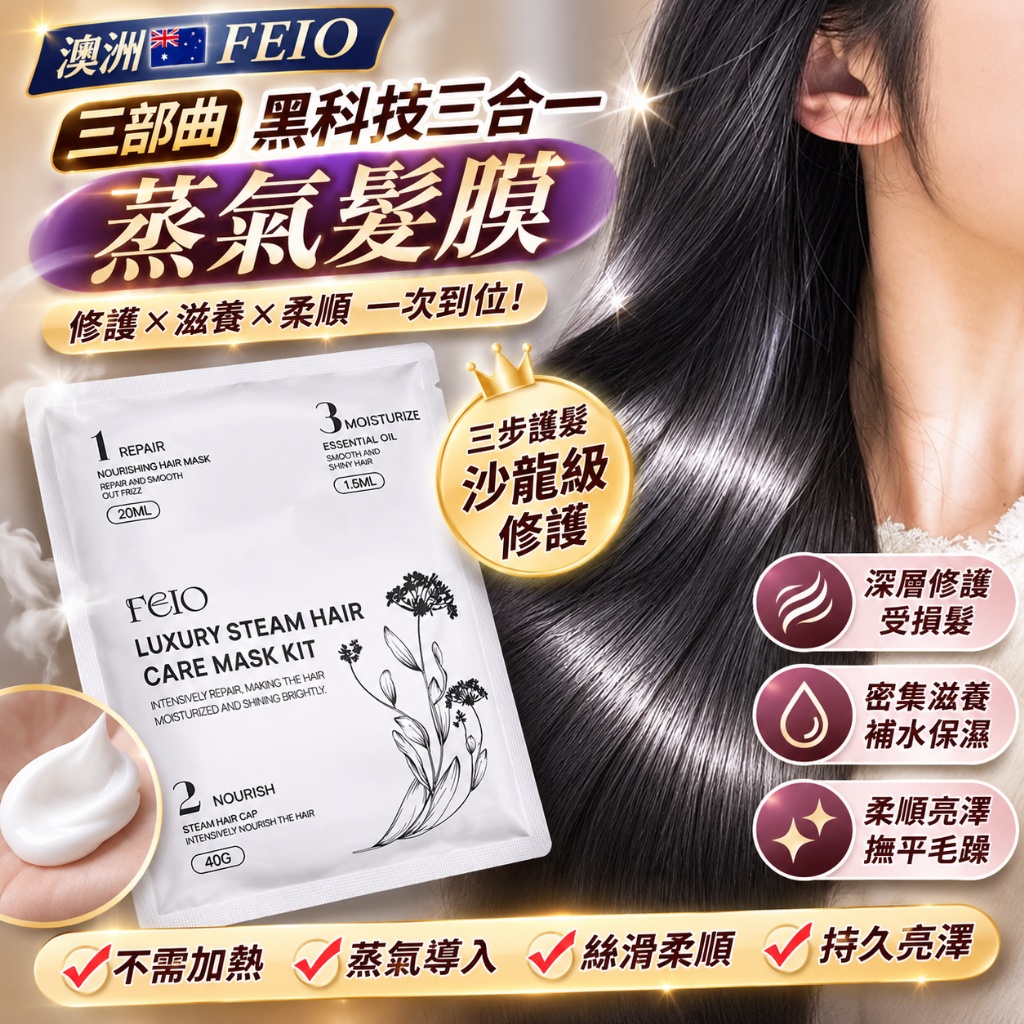 澳洲 FEIO
三部曲 黑科技三合一
蒸氣髮膜
修護×滋養×柔順 一次到位!
三步護髮
沙龍級
修護
1 REPAIR
NOURISHING HAIR MASK
REPAIR AND SMOOTH
OUT FRIZZ
20ML
3 MOISTURIZE
ESSENTIAL OIL
SMOOTH AND
SHINY HAIR
1.5ML
FEIO
LUXURY STEAM HAIR
CARE MASK KIT
INTENSIVELY REPAIR, MAKING THE HAIR
MOISTURIZED AND SHINING BRIGHTLY.
2 NOURISH
STEAM HAIR CAP
INTENSIVELY NOURISH THE HAIR
40G
深層修護
受損髮
密集滋養
補水保濕
柔順亮澤
撫平毛躁
不需加熱 蒸氣導入 絲滑柔順 持久亮澤